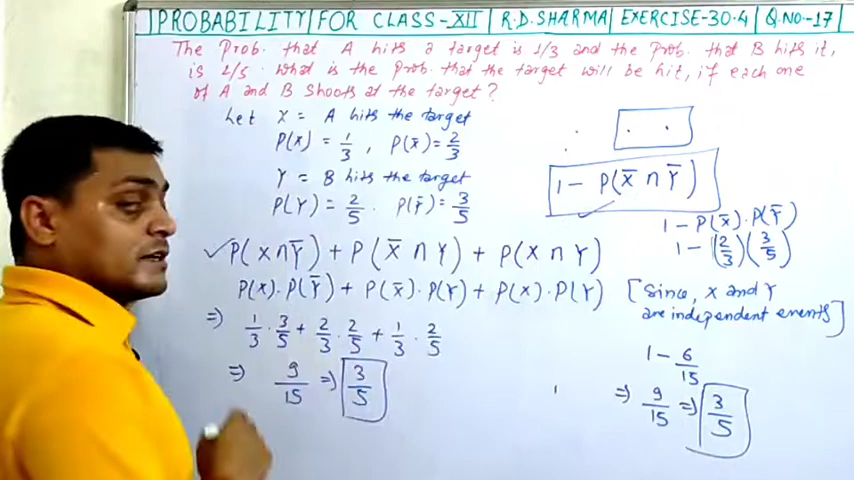 PROBABILITY FOR CLASS-XII | R.D. SHARMA | EXERCISE-30.4 | Q.NO-17
The Prob. that A hits a target is 1/3 and the Prob. that B hits it,
is 2/5. What is the Prob. that the target will be hit, if each one
of A and B shoots at the target?
Let X = A hits the target
P(X) = 1/3 , P(X̄) = 2/3
Y = B hits the target
P(Y) = 2/5 . P(Ȳ) = 3/5
✓ P(X∩Ȳ) + P(X̄ ∩ Y) + P(X ∩ Y)
P(X). P(Ȳ) + P(X̄). P(Y) + P(X). P(Y) [Since, X and Y
are independent events]
⇒ 1/3 . 3/5 + 2/3 . 2/5 + 1/3 . 2/5
⇒ 9/15 ⇒ 3/5
1 - P(X̄ ∩ Ȳ)
1 - P(X̄). P(Ȳ)
1 - (2/3)(3/5)
1 - 6/15
⇒ 9/15 ⇒ 3/5